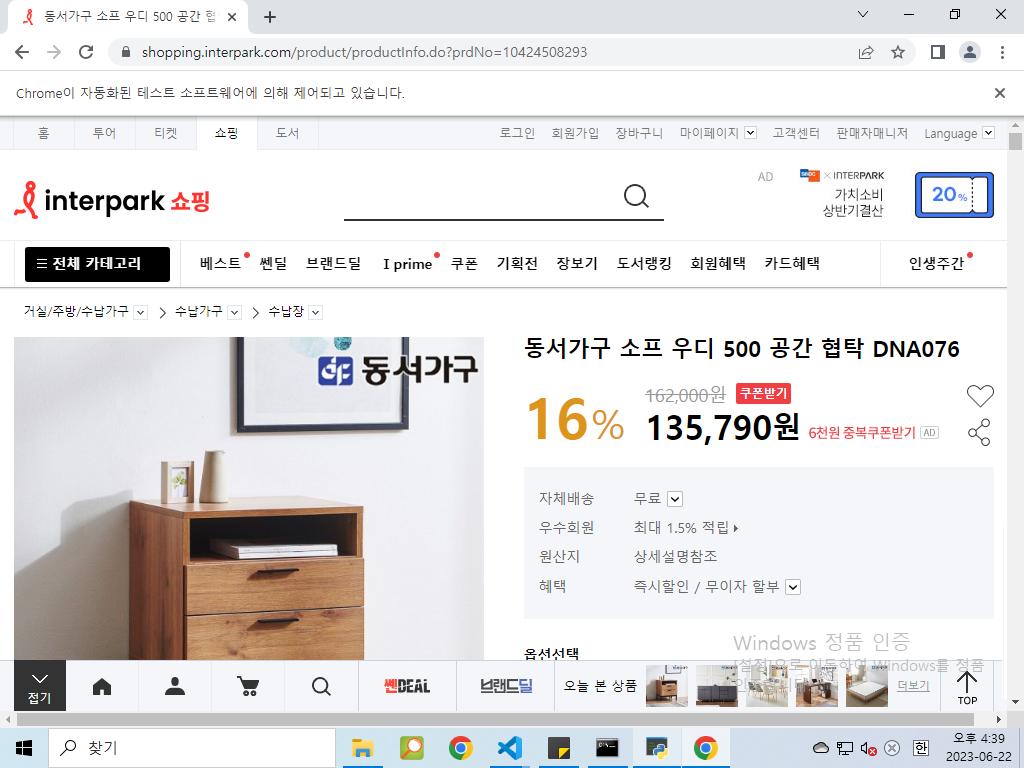 동서가구 소프 우디 500 공간 협
shopping.interpark.com/product/productInfo.do?prdNo=10424508293
Chrome이 자동화된 테스트 소프트웨어에 의해 제어되고 있습니다.
홈 투어 티켓 쇼핑 도서 로그인 회원가입 장바구니 마이페이지 고객센터 판매자매니저 Language
interpark 쇼핑
AD
× INTERPARK
가치소비
상반기결산
20%
전체 카테고리 베스트 쎈딜 브랜드딜 I prime 쿠폰 기획전 장보기 도서랭킹 회원혜택 카드혜택 인생주간
거실/주방/수납가구 수납가구 수납장
동서가구
동서가구 소프 우디 500 공간 협탁 DNA076
16% 162,000원 쿠폰받기
135,790원 6천원 중복쿠폰받기 AD
자체배송 무료
우수회원 최대 1.5% 적립
원산지 상세설명참조
혜택 즉시할인 / 무이자 할부
옵션선택
Windows 정품 인증
[설정]으로 이동하여 Windows를 정품
접기 쎈DEAL 브랜드딜 오늘 본 상품 더보기 TOP
찾기
한
오후 4:39
2023-06-22